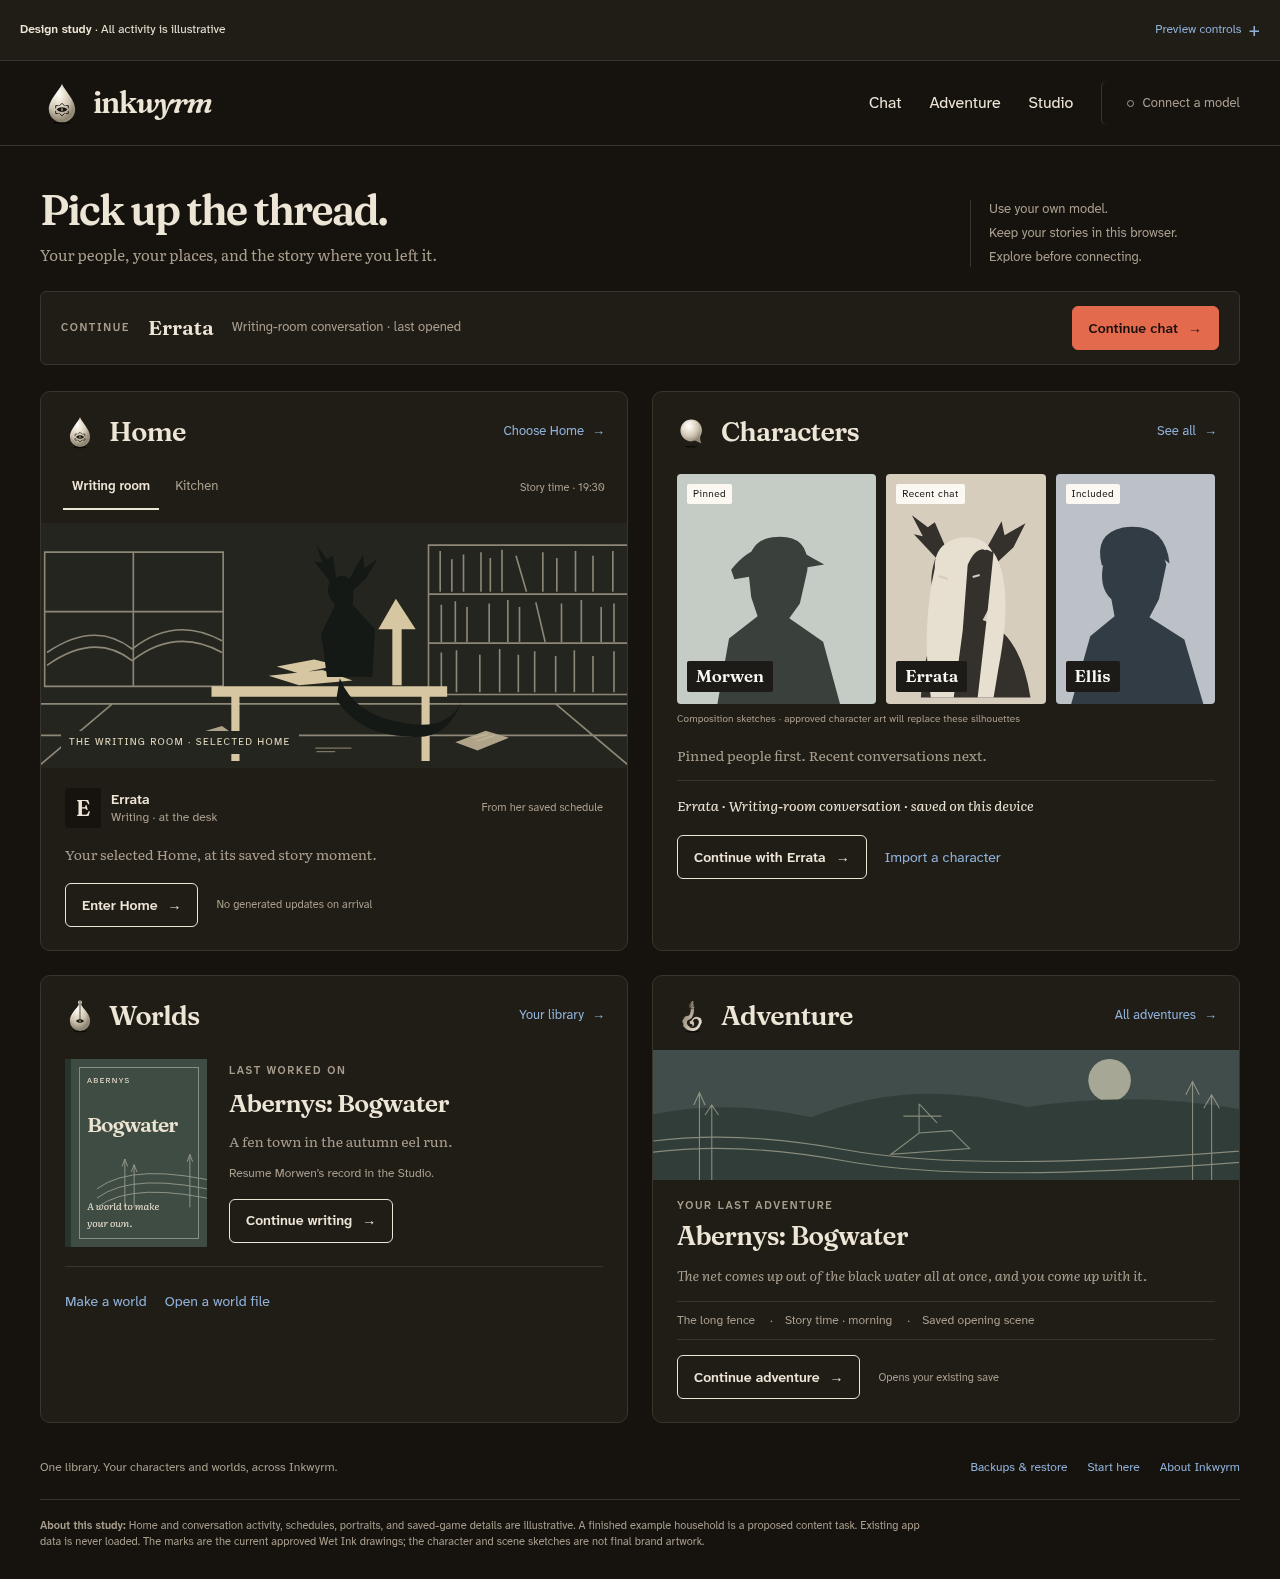 Design study · All activity is illustrative
Preview controls +
inkwyrm
Chat Adventure Studio Connect a model
Pick up the thread.
Your people, your places, and the story where you left it.
Use your own model.
Keep your stories in this browser.
Explore before connecting.
CONTINUE Errata Writing-room conversation · last opened Continue chat →
Home Choose Home →
Writing room Kitchen Story time · 19:30
THE WRITING ROOM · SELECTED HOME
E
Errata
Writing · at the desk
From her saved schedule
Your selected Home, at its saved story moment.
Enter Home → No generated updates on arrival
Characters See all →
Pinned
Morwen
Recent chat
Errata
Included
Ellis
Composition sketches · approved character art will replace these silhouettes
Pinned people first. Recent conversations next.
Errata · Writing-room conversation · saved on this device
Continue with Errata → Import a character
Worlds Your library →
ABERNYS
Bogwater
A world to make
your own.
LAST WORKED ON
Abernys: Bogwater
A fen town in the autumn eel run.
Resume Morwen's record in the Studio.
Continue writing →
Make a world Open a world file
Adventure All adventures →
YOUR LAST ADVENTURE
Abernys: Bogwater
The net comes up out of the black water all at once, and you come up with it.
The long fence · Story time · morning · Saved opening scene
Continue adventure → Opens your existing save
One library. Your characters and worlds, across Inkwyrm.
Backups & restore Start here About Inkwyrm
About this study: Home and conversation activity, schedules, portraits, and saved-game details are illustrative. A finished example household is a proposed content task. Existing app
data is never loaded. The marks are the current approved Wet Ink drawings; the character and scene sketches are not final brand artwork.